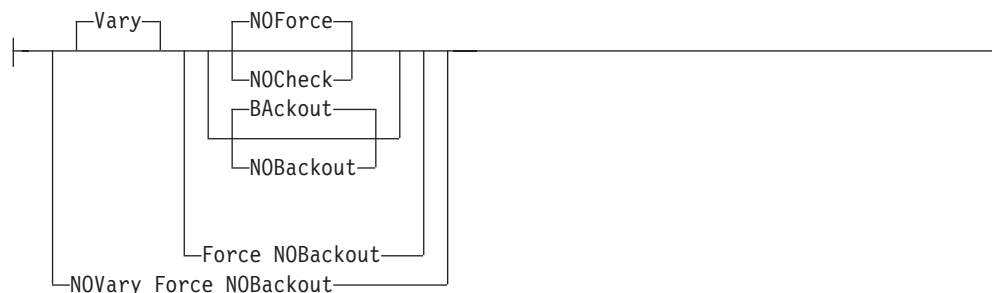 Vary
NOForce
NOCheck
BAckout
NOBackout
Force NOBackout
NOVary Force NOBackout